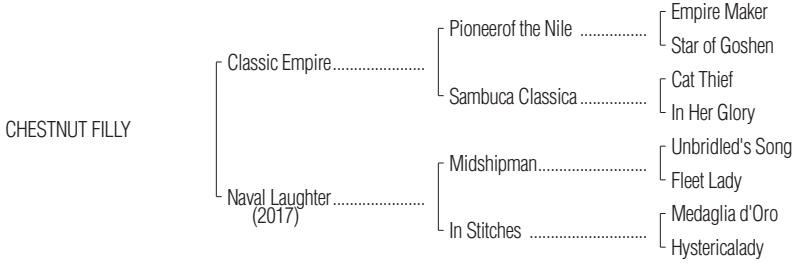 Empire Maker
Pioneerof the Nile ................
Star of Goshen
Classic Empire......................
Cat Thief
Sambuca Classica ................
In Her Glory
CHESTNUT FILLY
Unbridled's Song
Midshipman..........................
Fleet Lady
Naval Laughter......................
(2017)
Medaglia d'Oro
In Stitches ............................
Hystericalady